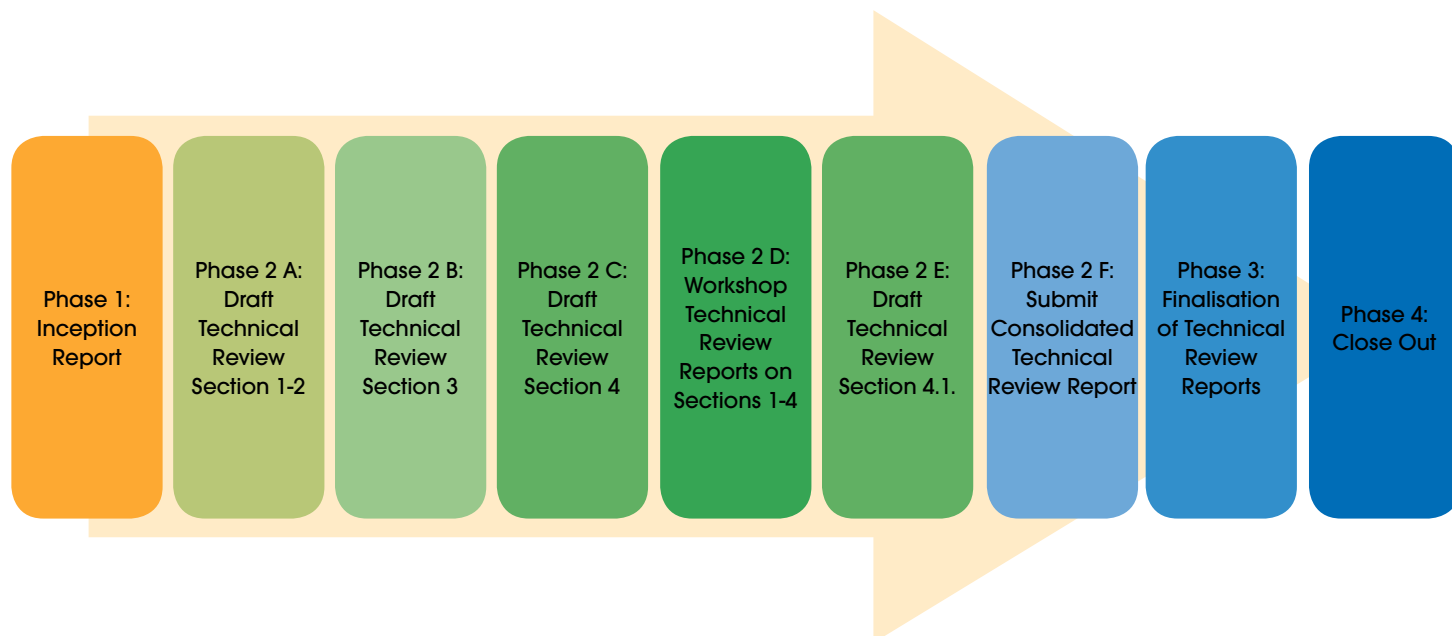 Phase 1:
Inception
Report
Phase 2 A:
Draft
Technical
Review
Section 1-2
Phase 2 B:
Draft
Technical
Review
Section 3
Phase 2 C:
Draft
Technical
Review
Section 4
Phase 2 D:
Workshop
Technical
Review
Reports on
Sections 1-4
Phase 2 E:
Draft
Technical
Review
Section 4.1.
Phase 2 F:
Submit
Consolidated
Technical
Review Report
Phase 3:
Finalisation
of Technical
Review
Reports
Phase 4:
Close Out